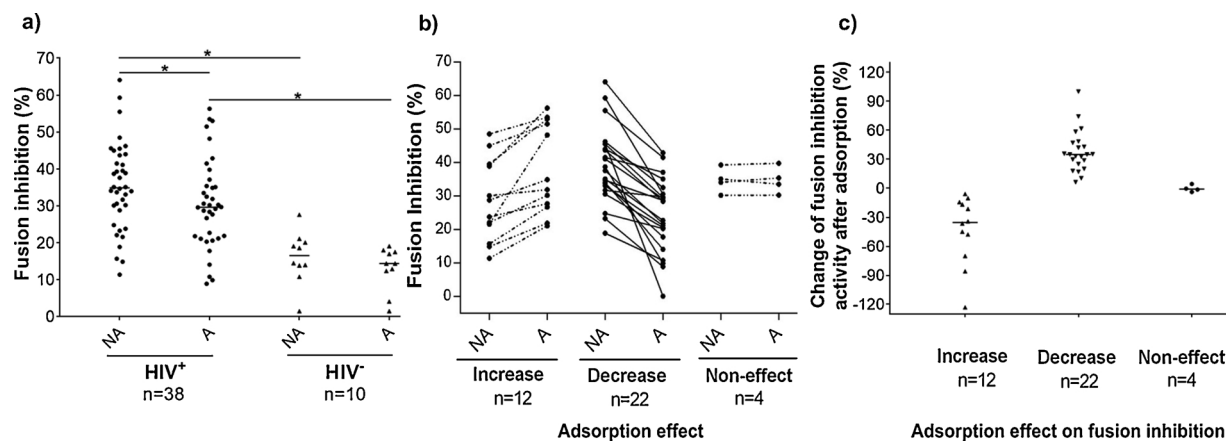 a)
Fusion inhibition (%)
70
60
50
40
30
20
10
0
*
*
*
NA
A
NA
A
HIV+
n=38
HIV-
n=10
b)
Fusion Inhibition (%)
70
60
50
40
30
20
10
0
NA
A
NA
A
NA
A
Increase
n=12
Decrease
n=22
Non-effect
n=4
Adsorption effect
c)
Change of fusion inhibition
activity after adsorption (%)
120
90
60
30
0
-30
-60
-90
-120
Increase
n=12
Decrease
n=22
Non-effect
n=4
Adsorption effect on fusion inhibition